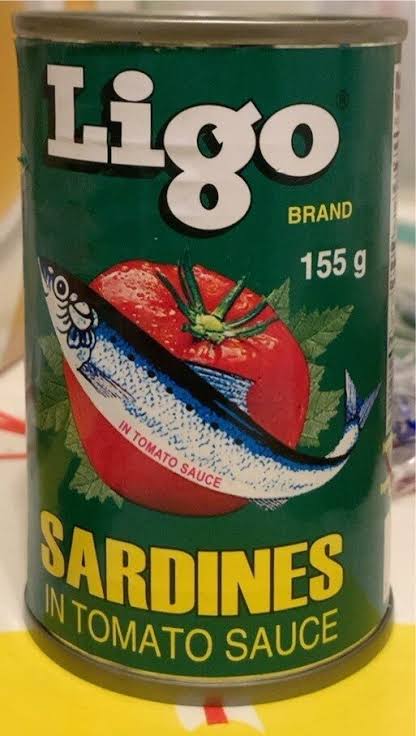 Ligo®
BRAND
155 g
IN TOMATO SAUCE
SARDINES
IN TOMATO SAUCE